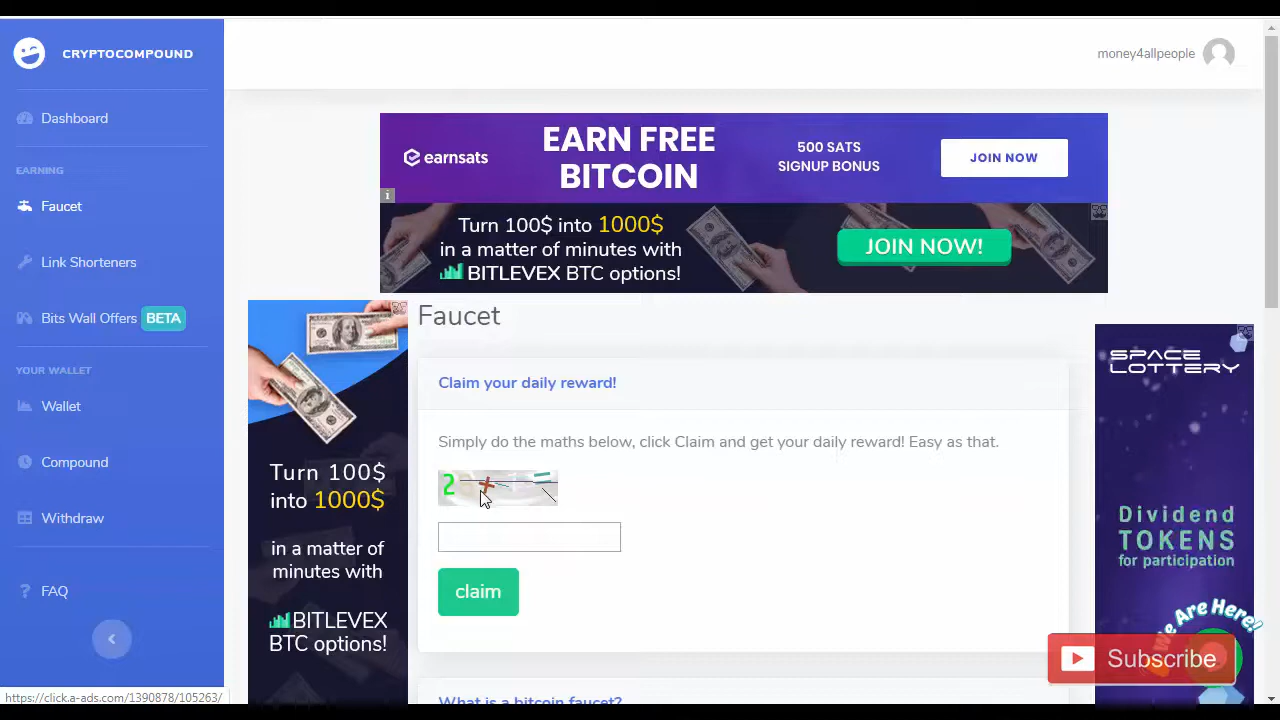 CRYPTOCOMPOUND
money4allpeople
Dashboard
EARNING
Faucet
Link Shorteners
Bits Wall Offers BETA
YOUR WALLET
Wallet
Compound
Withdraw
FAQ
earnsats
EARN FREE
BITCOIN
500 SATS
SIGNUP BONUS
JOIN NOW
Turn 100$ into 1000$
in a matter of minutes with
BITLEVEX BTC options!
JOIN NOW!
Turn 100$
into 1000$
in a matter of
minutes with
BITLEVEX
BTC options!
Faucet
Claim your daily reward!
Simply do the maths below, click Claim and get your daily reward! Easy as that.
2 + =
claim
What is a bitcoin faucet?
SPACE
LOTTERY
Dividend
TOKENS
for participation
We Are Here!
Subscribe
https://click.a-ads.com/1390878/105263/